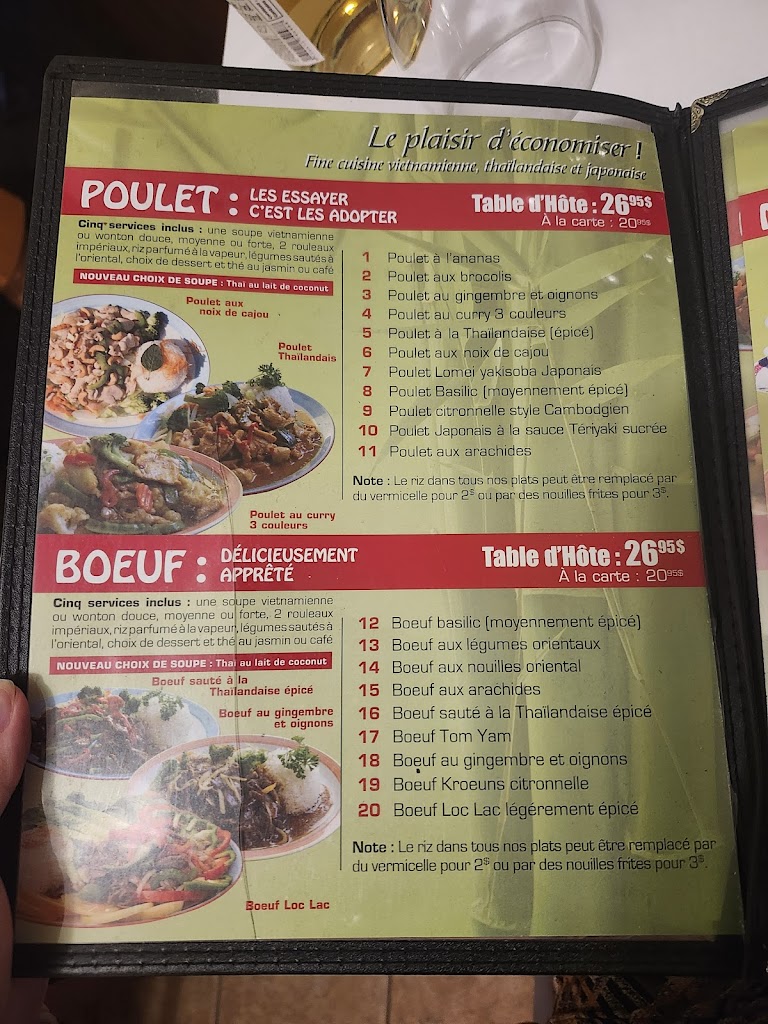 Le plaisir d'économiser !
Fine cuisine vietnamienne, thaïlandaise et japonaise
POULET : LES ESSAYER
C'EST LES ADOPTER
Table d'Hôte : 26 95$
À la carte : 20 95$
Cinq services inclus : une soupe vietnamienne
ou wonton douce, moyenne ou forte, 2 rouleaux
impériaux, riz parfumé à la vapeur, légumes sautés à
l'oriental, choix de dessert et thé au jasmin ou café
NOUVEAU CHOIX DE SOUPE : Thai au lait de coconut
Poulet aux
noix de cajou
Poulet
Thaïlandais
Poulet au curry
3 couleurs
1 Poulet à l'ananas
2 Poulet aux brocolis
3 Poulet au gingembre et oignons
4 Poulet au curry 3 couleurs
5 Poulet à la Thaïlandaise (épicé)
6 Poulet aux noix de cajou
7 Poulet Lomei yakisoba Japonais
8 Poulet Basilic (moyennement épicé)
9 Poulet citronnelle style Cambodgien
10 Poulet Japonais à la sauce Tériyaki sucrée
11 Poulet aux arachides
Note : Le riz dans tous nos plats peut être remplacé par
du vermicelle pour 2$ ou par des nouilles frites pour 3$.
BOEUF : DÉLICIEUSEMENT
APPRÊTÉ
Table d'Hôte : 26 95$
À la carte : 20 95$
Cinq services inclus : une soupe vietnamienne
ou wonton douce, moyenne ou forte, 2 rouleaux
impériaux, riz parfumé à la vapeur, légumes sautés à
l'oriental, choix de dessert et thé au jasmin ou café
NOUVEAU CHOIX DE SOUPE : Thai au lait de coconut
Boeuf sauté à la
Thaïlandaise épicé
Boeuf au gingembre
et oignons
Boeuf Loc Lac
12 Boeuf basilic (moyennement épicé)
13 Boeuf aux légumes orientaux
14 Boeuf aux nouilles oriental
15 Boeuf aux arachides
16 Boeuf sauté à la Thaïlandaise épicé
17 Boeuf Tom Yam
18 Boeuf au gingembre et oignons
19 Boeuf Kroeuns citronnelle
20 Boeuf Loc Lac légérement épicé
Note : Le riz dans tous nos plats peut être remplacé par
du vermicelle pour 2$ ou par des nouilles frites pour 3$.